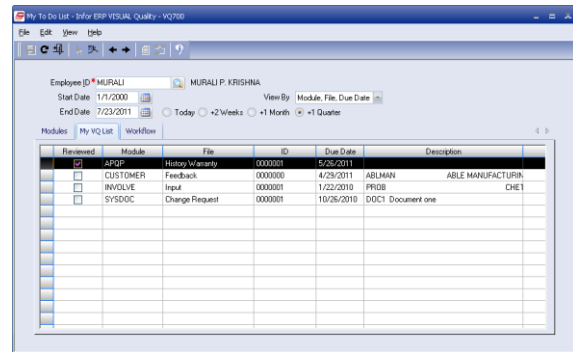 My To Do List - Infor ERP VISUAL Quality - VQ700
File Edit View Help
Employee ID* MURALI MURALI P. KRISHNA
Start Date 1/1/2000 View By Module, File, Due Date
End Date 7/23/2011 Today +2 Weeks +1 Month +1 Quarter
Modules My VQ List Workflow
Reviewed Module File ID Due Date Description
APQP History Warranty 0000001 5/26/2011
CUSTOMER Feedback 0000000 4/29/2011 ABLMAN ABLE MANUFACTURIN
INVOLVE Input 0000001 1/22/2010 PROB CHET
SYSDOC Change Request 0000001 10/26/2010 DOC1 Document one